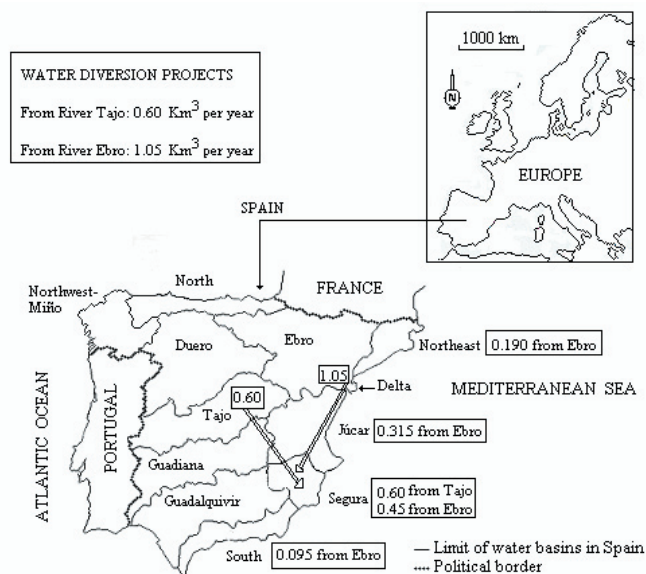 WATER DIVERSION PROJECTS
From River Tajo: 0.60 Km³ per year
From River Ebro: 1.05 Km³ per year
1000 km
N
EUROPE
SPAIN
North
FRANCE
Northwest-
Miño
Duero
Ebro
Northeast
0.190 from Ebro
1.05
Delta
MEDITERRANEAN SEA
0.60
Tajo
ATLANTIC OCEAN
PORTUGAL
Júcar
0.315 from Ebro
Guadiana
Guadalquivir
Segura
0.60 from Tajo
0.45 from Ebro
South
0.095 from Ebro
Limit of water basins in Spain
Political border